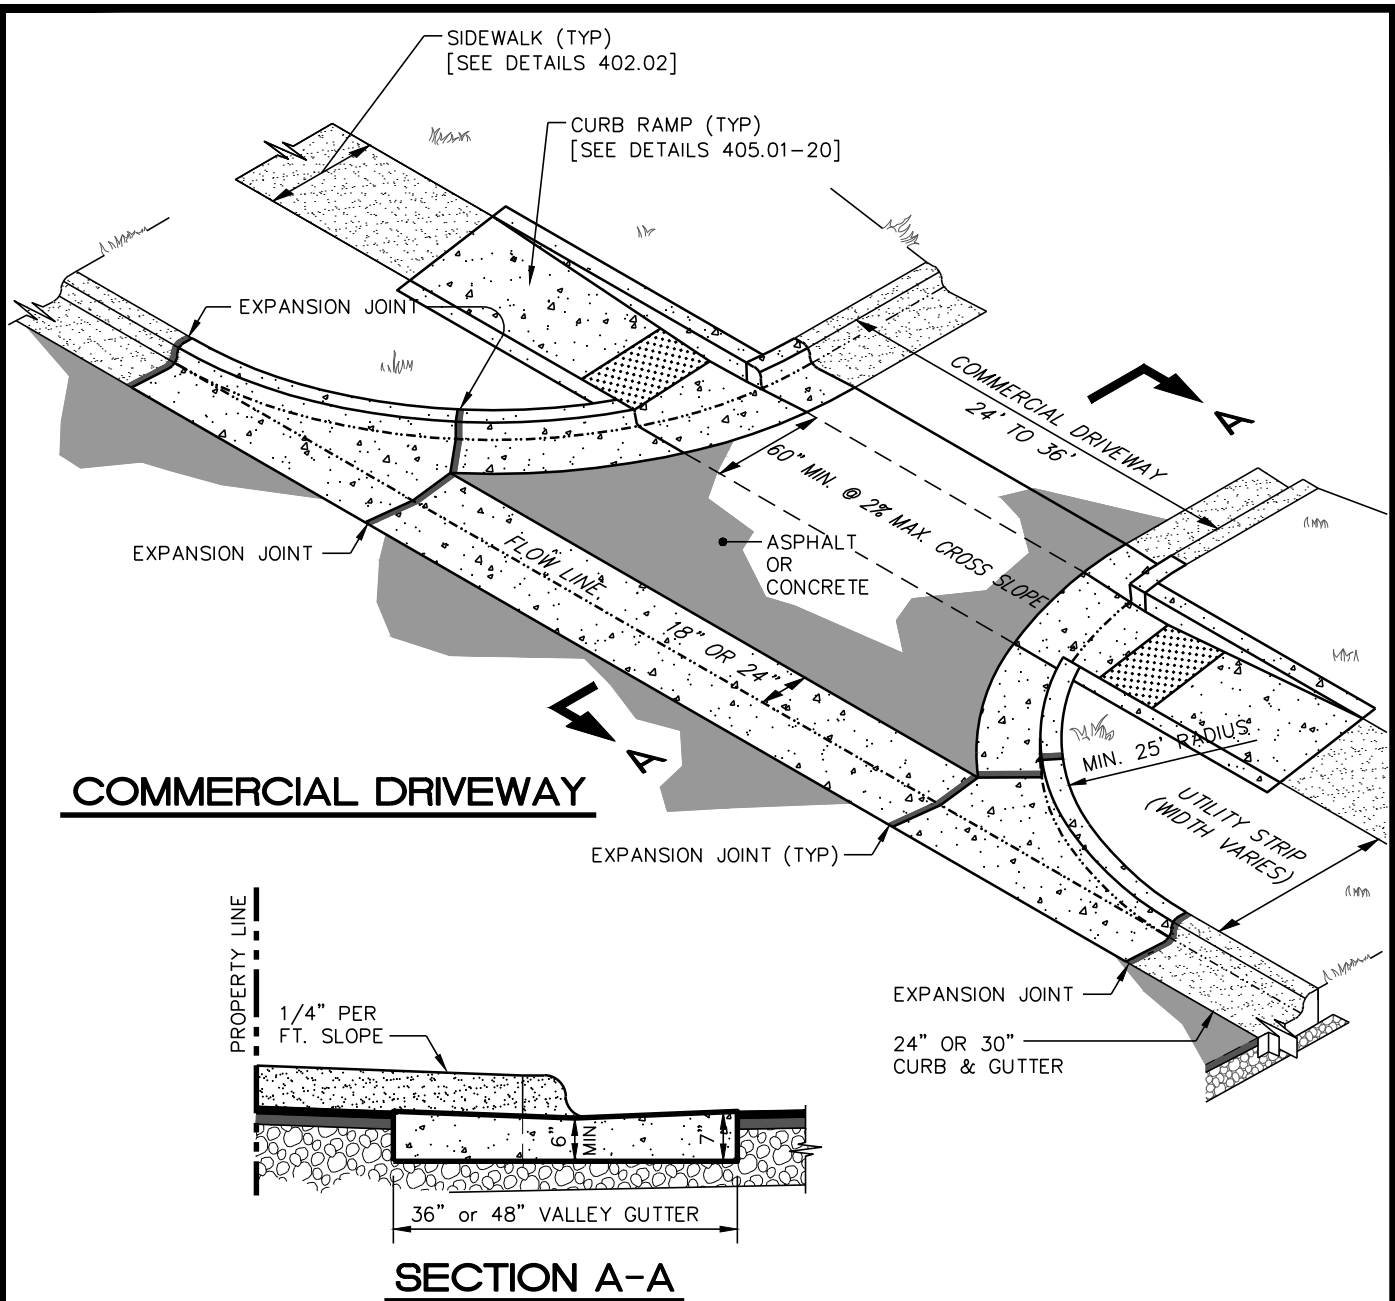 SIDEWALK (TYP)
[SEE DETAILS 402.02]
CURB RAMP (TYP)
[SEE DETAILS 405.01-20]
EXPANSION JOINT
COMMERCIAL DRIVEWAY
24' TO 36'
A
60" MIN. @ 2% MAX. CROSS SLOPE
EXPANSION JOINT
FLOW LINE
ASPHALT
OR
CONCRETE
18" OR 24"
A
MIN. 25' RADIUS
COMMERCIAL DRIVEWAY
UTILITY STRIP
(WIDTH VARIES)
EXPANSION JOINT (TYP)
PROPERTY LINE
EXPANSION JOINT
1/4" PER
FT. SLOPE
24" OR 30"
CURB & GUTTER
6"
MIN
7"
36" or 48" VALLEY GUTTER
SECTION A-A